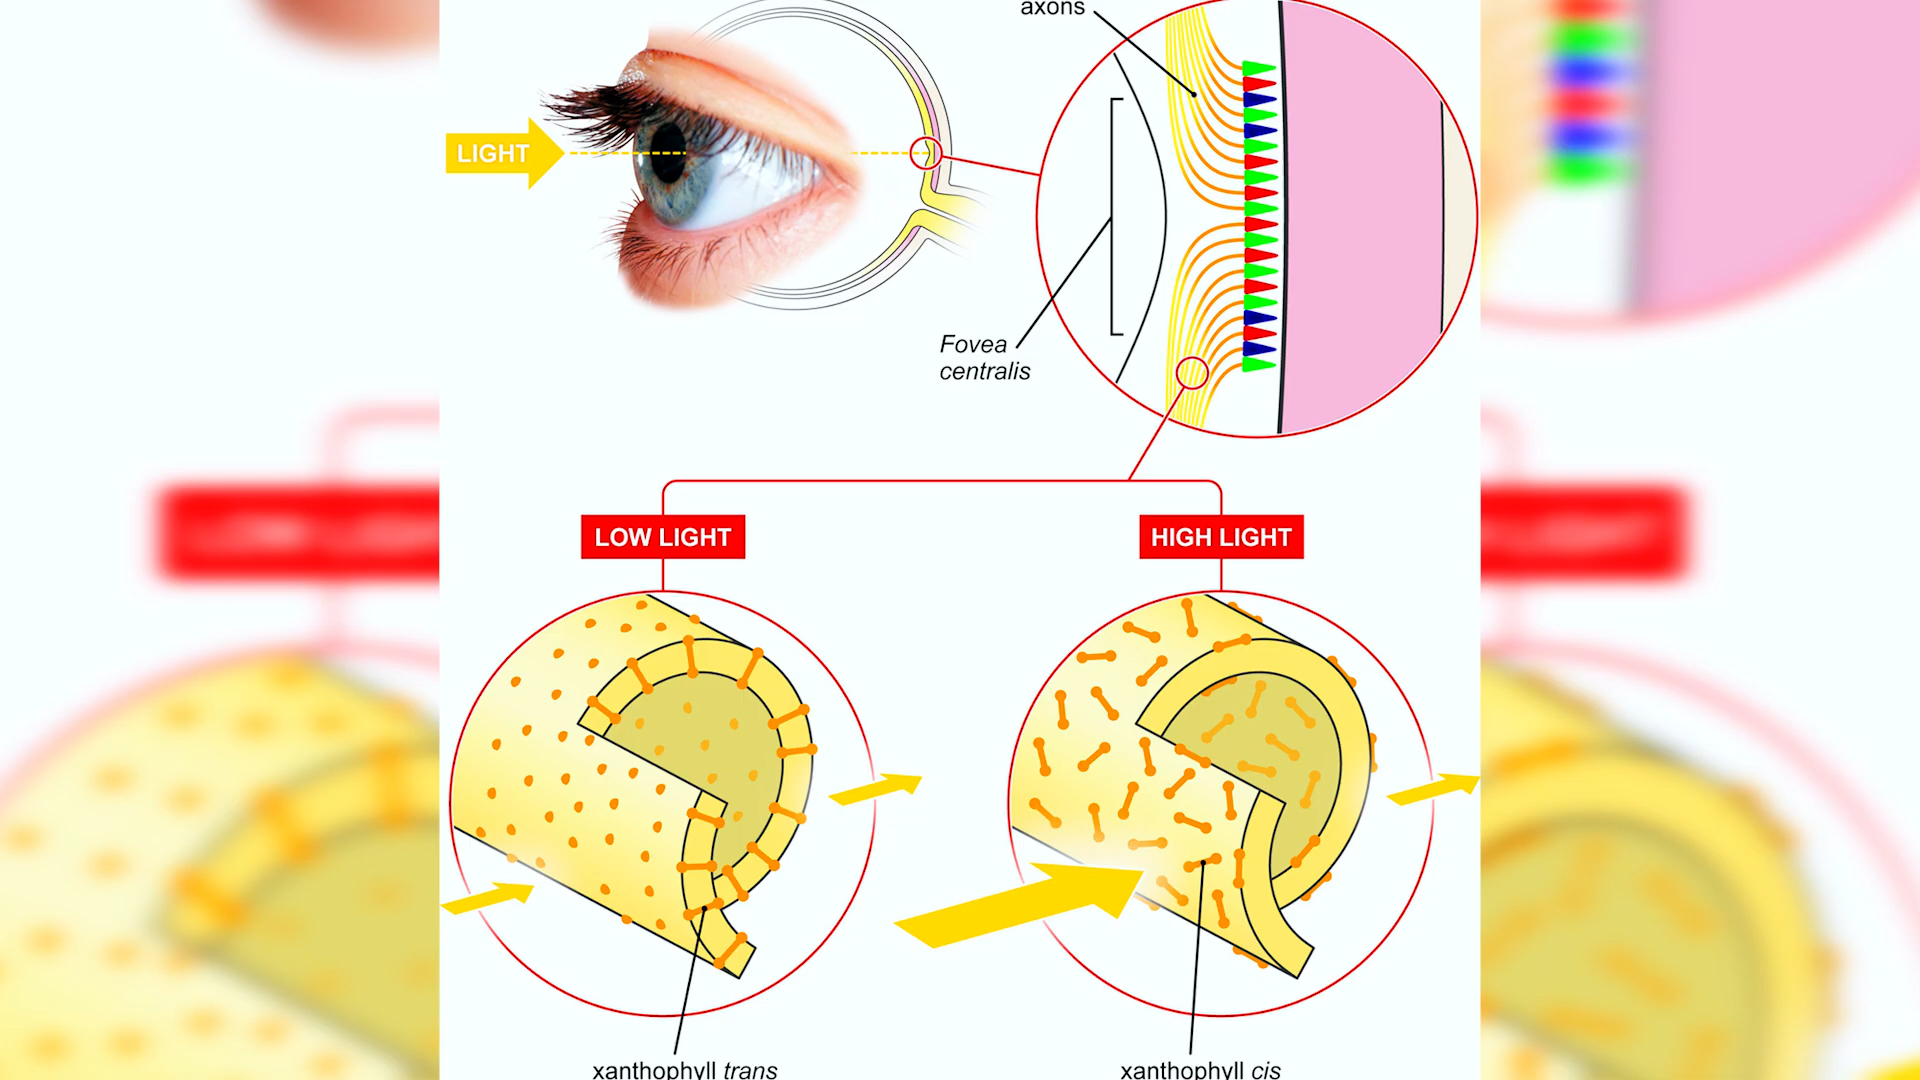 axons
LIGHT
Fovea
centralis
LOW LIGHT
HIGH LIGHT
xanthophyll trans
xanthophyll cis